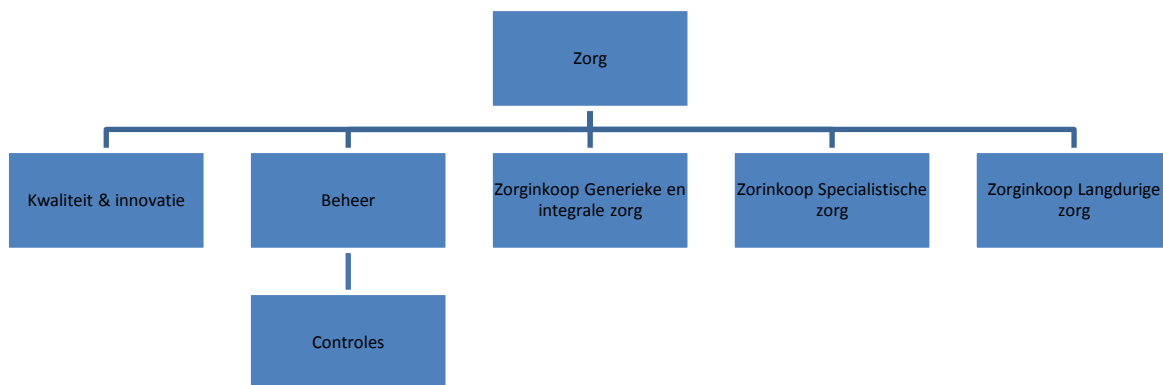 Zorg
Kwaliteit & innovatie
Beheer
Zorginkoop Generieke en
integrale zorg
Zorinkoop Specialistische
zorg
Zorginkoop Langdurige
zorg
Controles